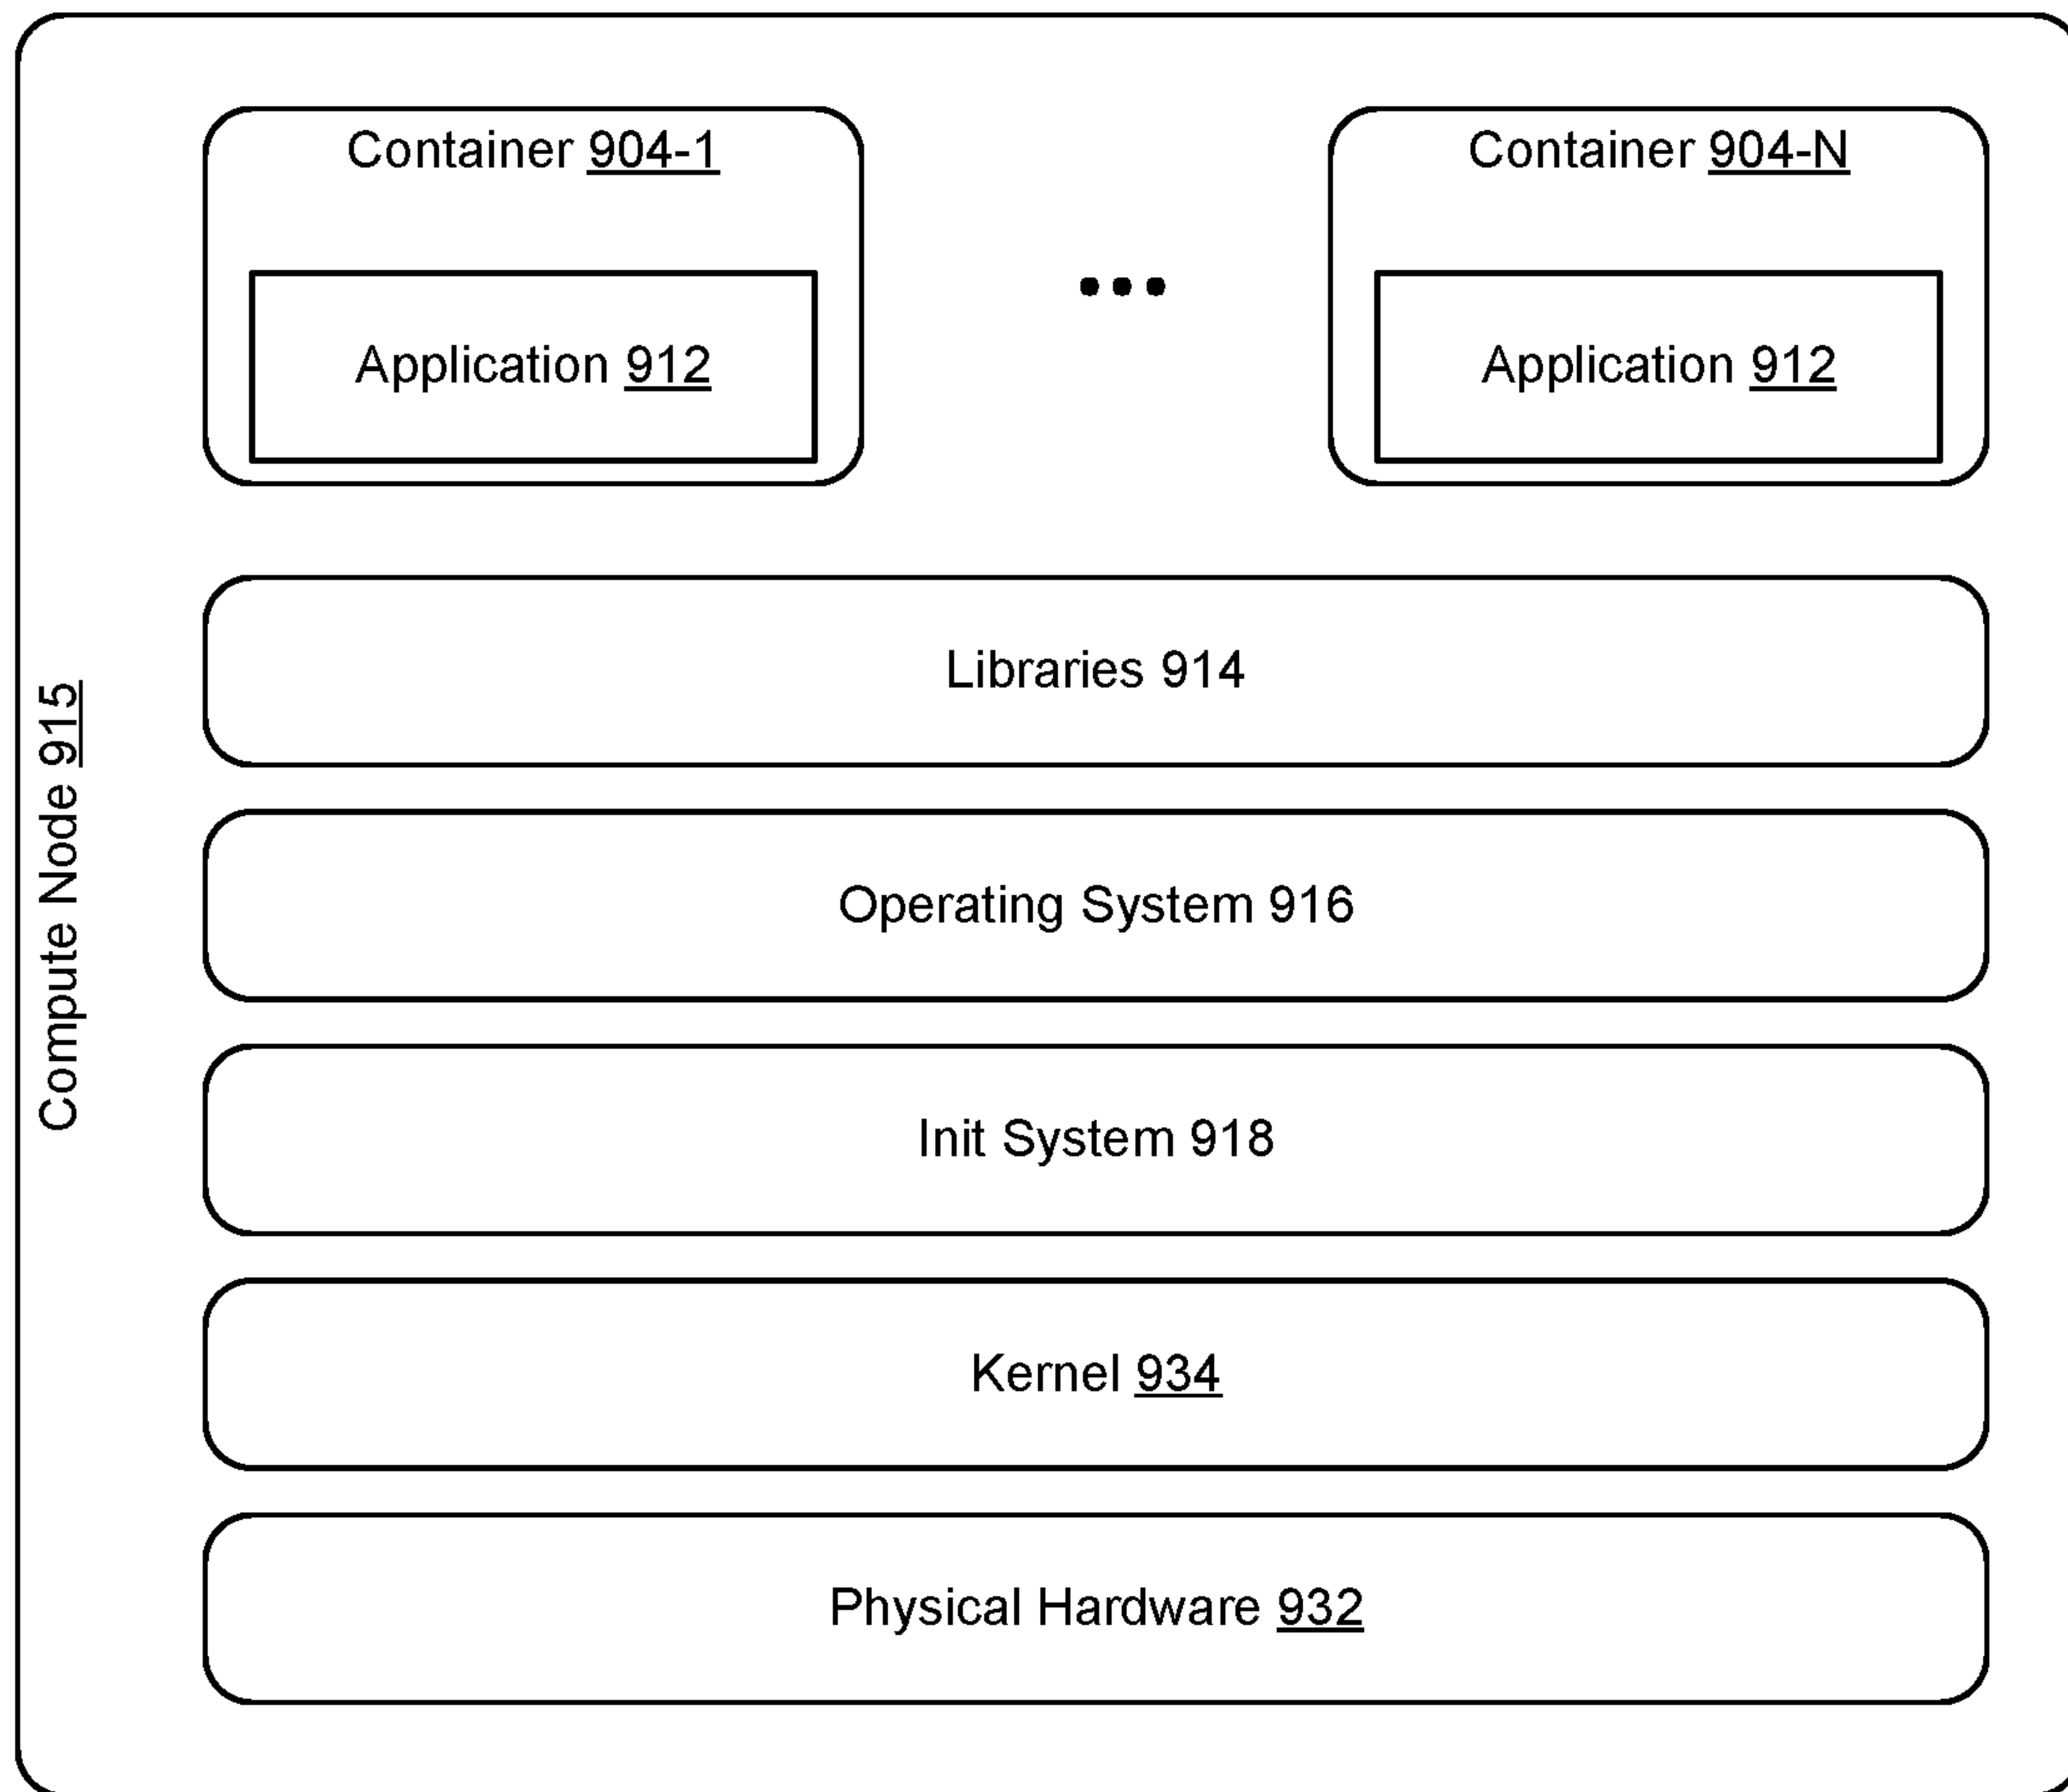 Container 904-1
Container 904-N
Application 912
...
Application 912
Libraries 914
Operating System 916
Init System 918
Kernel 934
Physical Hardware 932
Compute Node 915